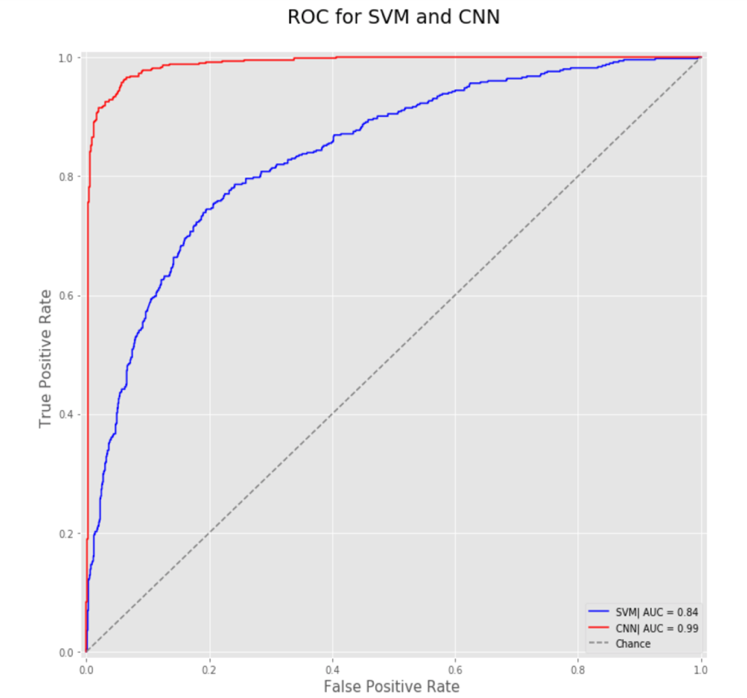 ROC for SVM and CNN
1.0
0.8
0.6
0.4
0.2
0.0
True Positive Rate
0.0 0.2 0.4 0.6 0.8 1.0
False Positive Rate
SVM| AUC = 0.84
CNN| AUC = 0.99
Chance